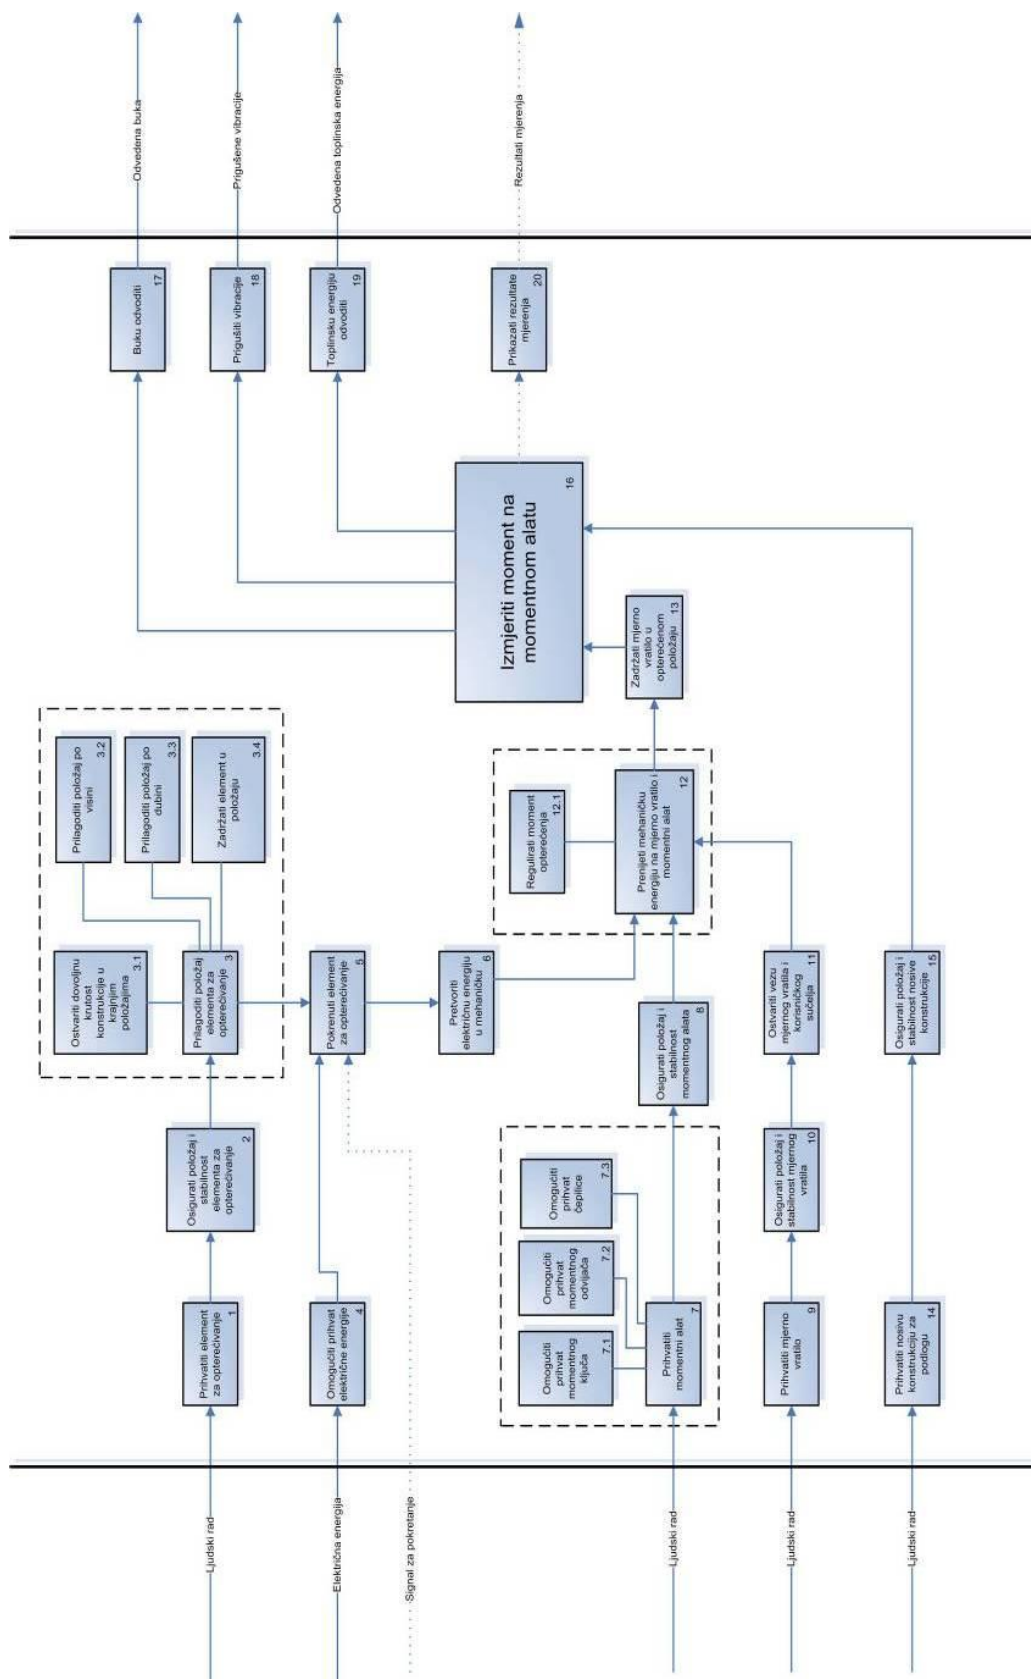 Ljudski rad
Prihvatiti element
za opterećivanje
1
Osigurati položaj i
stabilnost
elementa za
opterećivanje
2
Ostvariti dovoljnu
krutost
konstrukcije u
krajnjim
položajima
3.1
Prilagoditi položaj po
visini
3.2
Prilagoditi položaj po
dubini
3.3
Zadržati element u
položaju
3.4
Prilagoditi položaj
elementa za
opterećivanje
3
Električna energija
Omogućiti prihvat
električne energije
4
Signal za pokretanje
Pokrenuti element
za opterećivanje
5
Pretvoriti
električnu energiju
u mehaničku
6
Ljudski rad
Omogućiti
prihvat
momentnog
ključa
7.1
Omogućiti
prihvat
momentnog
odvijača
7.2
Omogućiti
prihvat
čepilice
7.3
Prihvatiti
momentni alat
7
Osigurati položaj i
stabilnost
momentnog alata
8
Ljudski rad
Prihvatiti mjerno
vratilo
9
Osigurati položaj i
stabilnost mjernog
vratila
10
Ostvariti vezu
mjernog vratila i
korisničkog
sučelja
11
Regulirati moment
opterećenja
12.1
Prenijeti mehaničku
energiju na mjerno vratilo i
momentni alat
12
Zadržati mjerno
vratilo u
opterećenom
položaju
13
Ljudski rad
Prihvatiti nosivu
konstrukciju za
podlogu
14
Osigurati položaj i
stabilnost nosive
konstrukcije
15
Izmjeriti moment na
momentnom alatu
16
Buku odvoditi
17
Odvedena buka
Prigušiti vibracije
18
Prigušene vibracije
Toplinsku energiju
odvoditi
19
Odvedena toplinska energija
Prikazati rezultate
mjerenja
20
Rezultati mjerenja